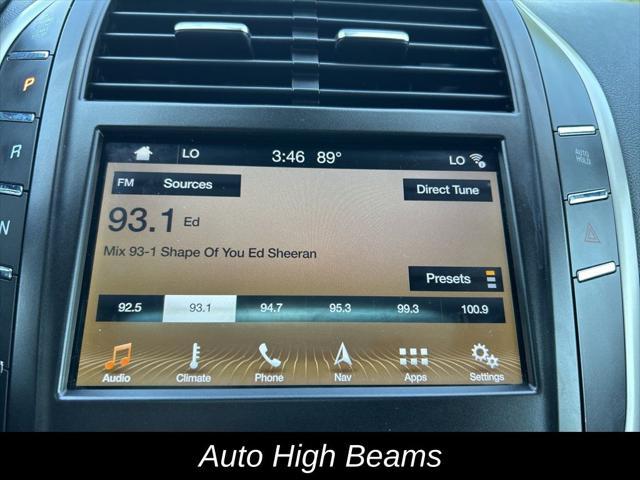 LO 3:46 89° LO
FM Sources Direct Tune
93.1 Ed
Mix 93-1 Shape Of You Ed Sheeran
Presets
92.5 93.1 94.7 95.3 99.3 100.9
Audio Climate Phone Nav Apps Settings
P
R
N
AUTO HOLD
Auto High Beams